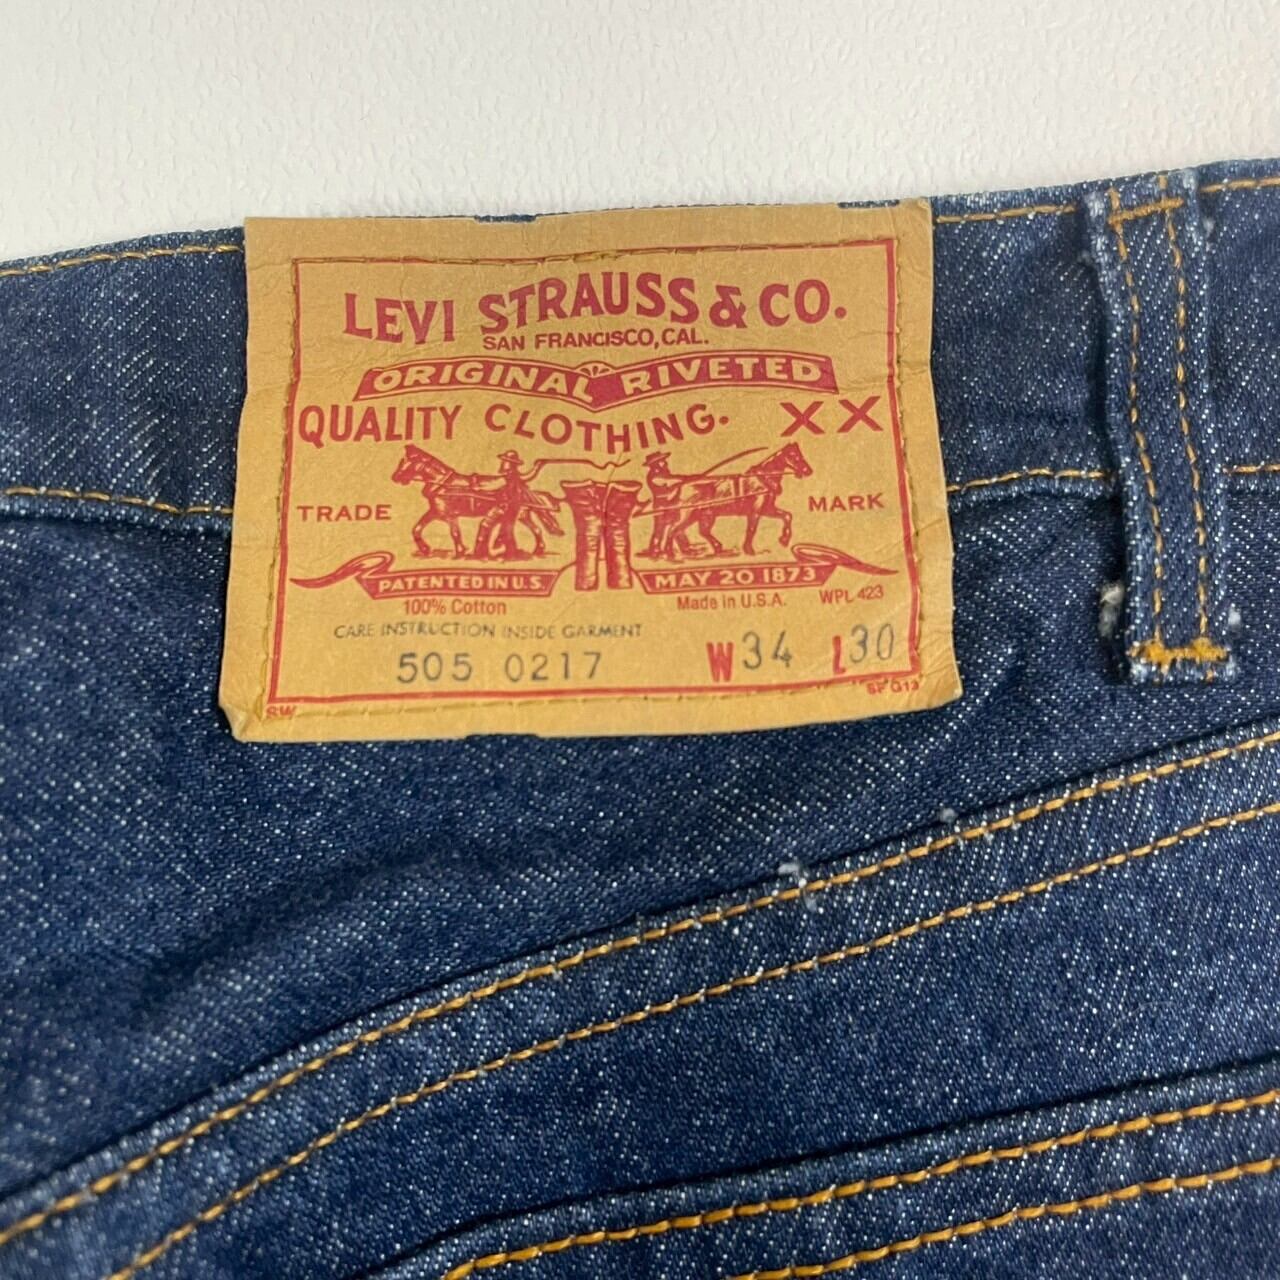 LEVI STRAUSS & CO.
SAN FRANCISCO, CAL.
ORIGINAL RIVETED
QUALITY CLOTHING. XX
TRADE MARK
PATENTED IN U.S. MAY 20 1873
100% Cotton Made in U.S.A. WPL 423
CARE INSTRUCTION INSIDE GARMENT
505 0217 W34 L30
SW